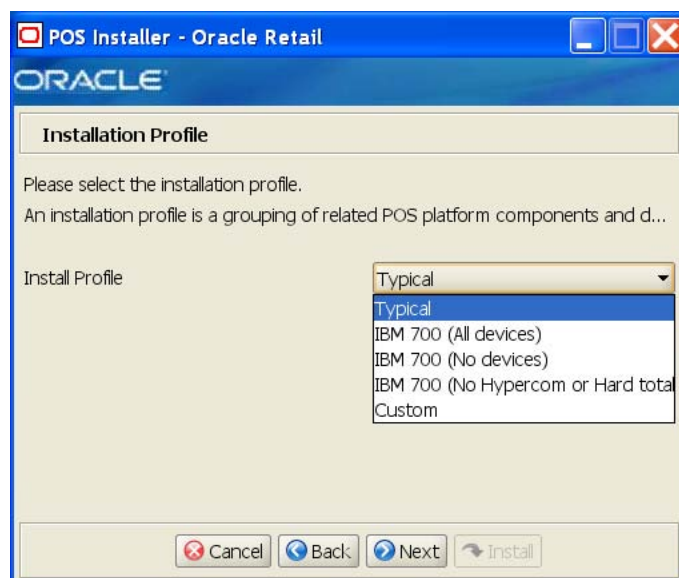 POS Installer - Oracle Retail
ORACLE
Installation Profile
Please select the installation profile.
An installation profile is a grouping of related POS platform components and d...
Install Profile
Typical
Typical
IBM 700 (All devices)
IBM 700 (No devices)
IBM 700 (No Hypercom or Hard total
Custom
Cancel
Back
Next
Install